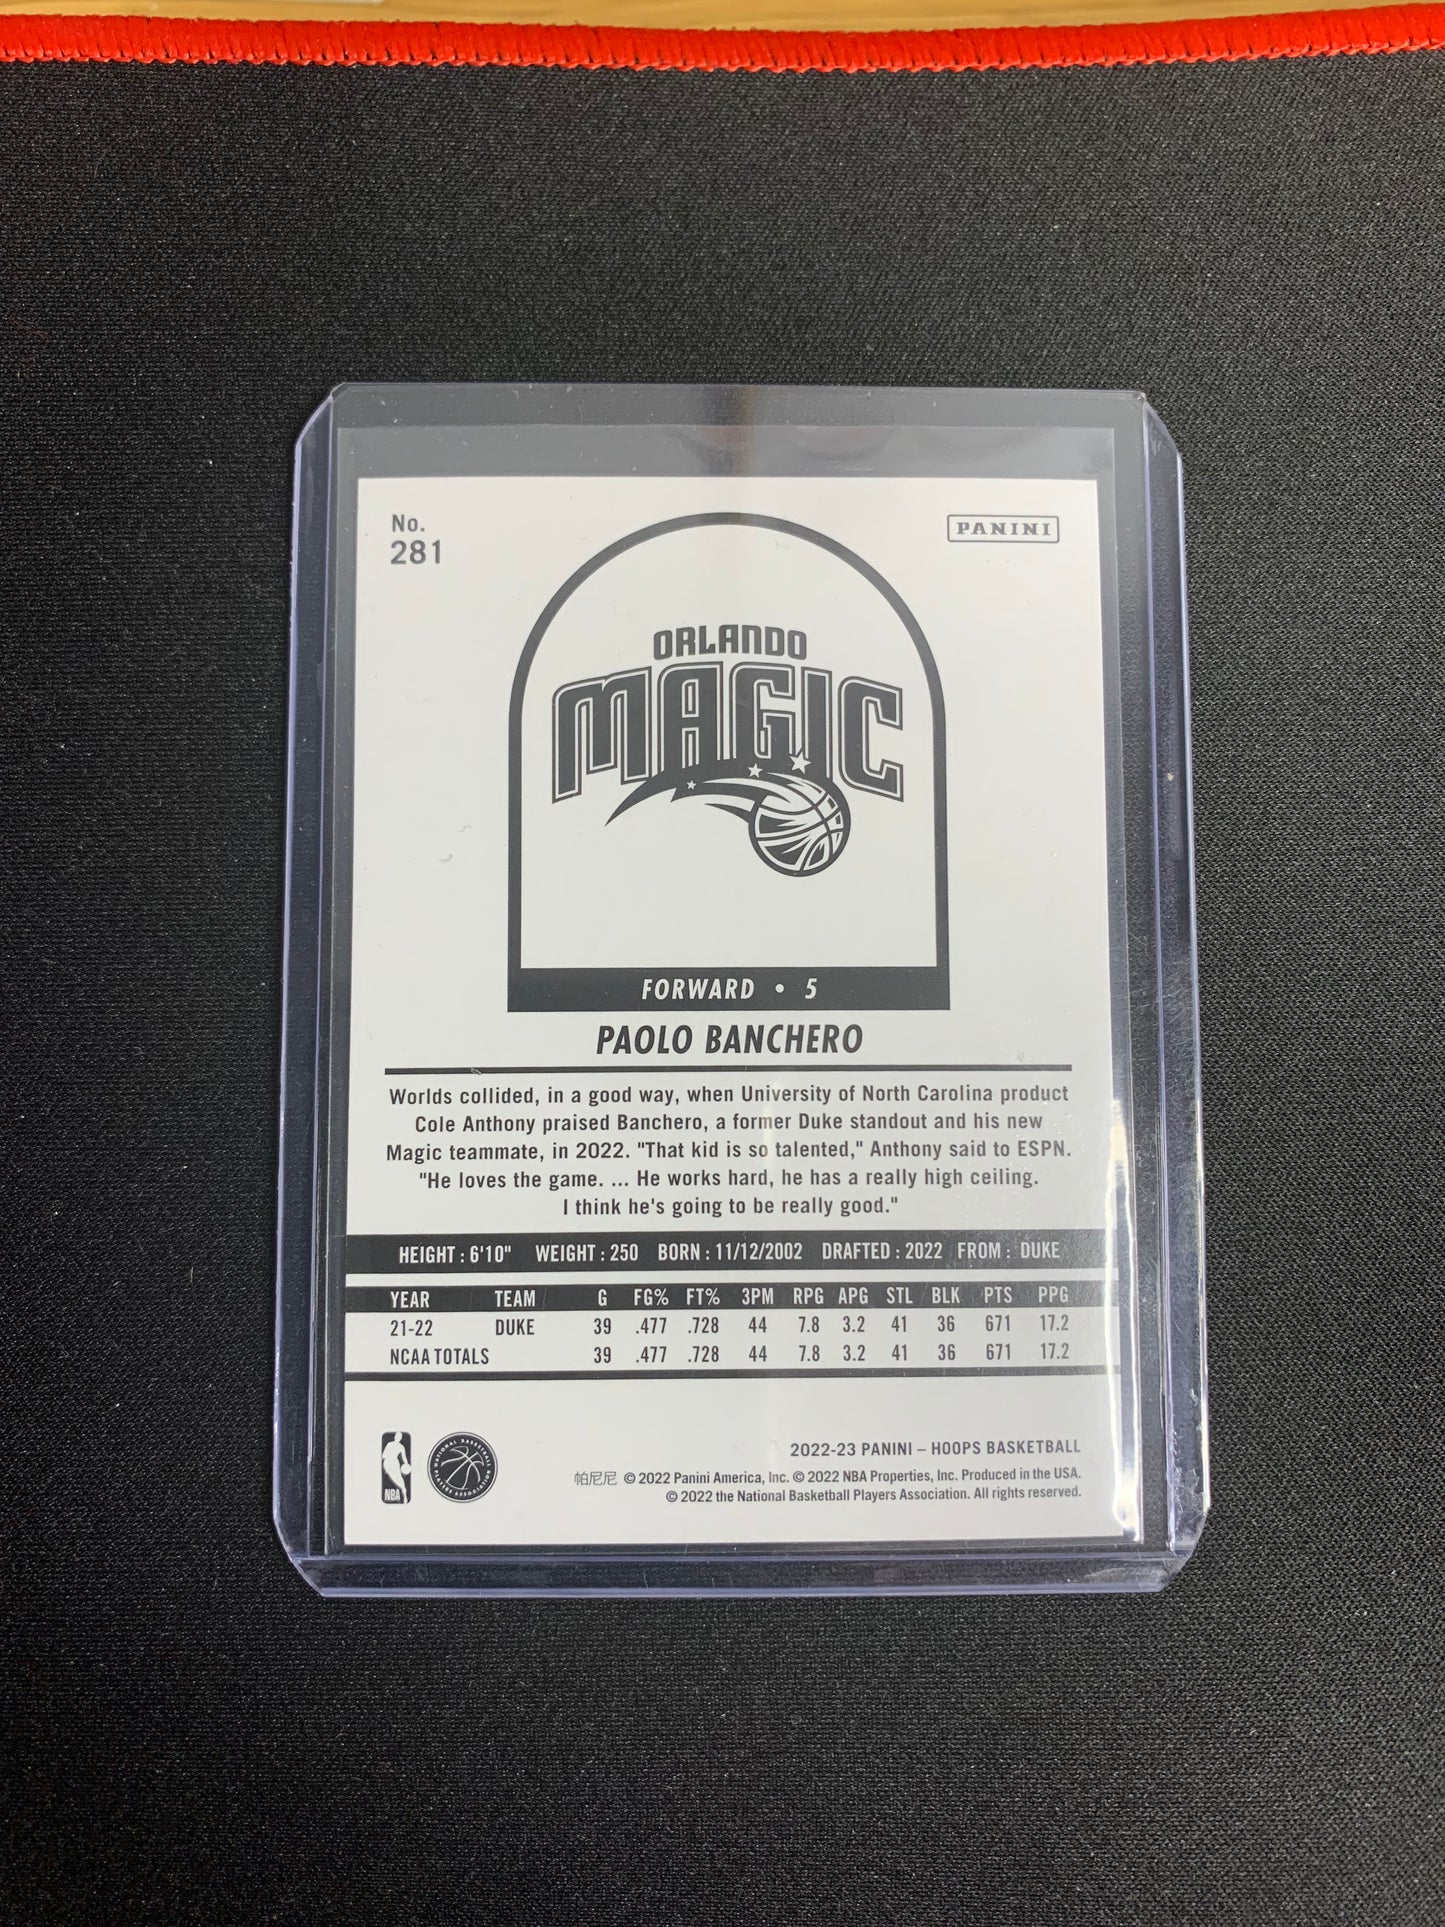 No.
281
PANINI
ORLANDO
MAGIC
FORWARD • 5
PAOLO BANCHERO
Worlds collided, in a good way, when University of North Carolina product
Cole Anthony praised Banchero, a former Duke standout and his new
Magic teammate, in 2022. "That kid is so talented," Anthony said to ESPN.
"He loves the game. ... He works hard, he has a really high ceiling.
I think he's going to be really good."
HEIGHT : 6'10" WEIGHT : 250 BORN : 11/12/2002 DRAFTED : 2022 FROM : DUKE
YEAR TEAM G FG% FT% 3PM RPG APG STL BLK PTS PPG
21-22 DUKE 39 .477 .728 44 7.8 3.2 41 36 671 17.2
NCAA TOTALS 39 .477 .728 44 7.8 3.2 41 36 671 17.2
NBA
NATIONAL BASKETBALL PLAYERS ASSOCIATION
2022-23 PANINI – HOOPS BASKETBALL
帕尼尼 © 2022 Panini America, Inc. © 2022 NBA Properties, Inc. Produced in the USA.
© 2022 the National Basketball Players Association. All rights reserved.